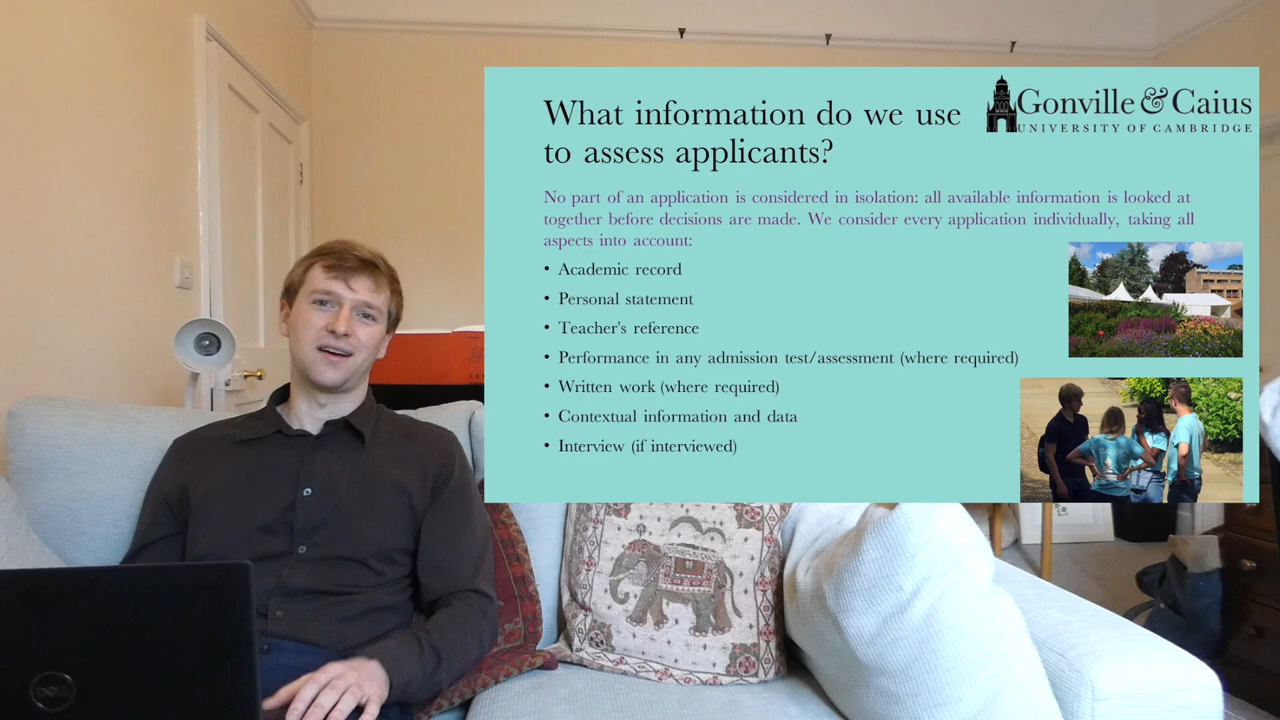 What information do we use
to assess applicants?
Gonville & Caius
UNIVERSITY OF CAMBRIDGE
No part of an application is considered in isolation: all available information is looked at
together before decisions are made. We consider every application individually, taking all
aspects into account:
• Academic record
• Personal statement
• Teacher's reference
• Performance in any admission test/assessment (where required)
• Written work (where required)
• Contextual information and data
• Interview (if interviewed)
DELL